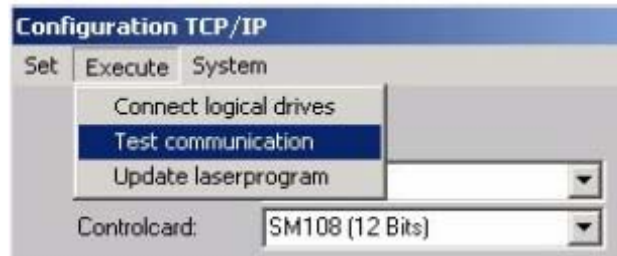 Configuration TCP/IP
Set Execute System
Connect logical drives
Test communication
Update laserprogram
Controlcard: SM108 (12 Bits)